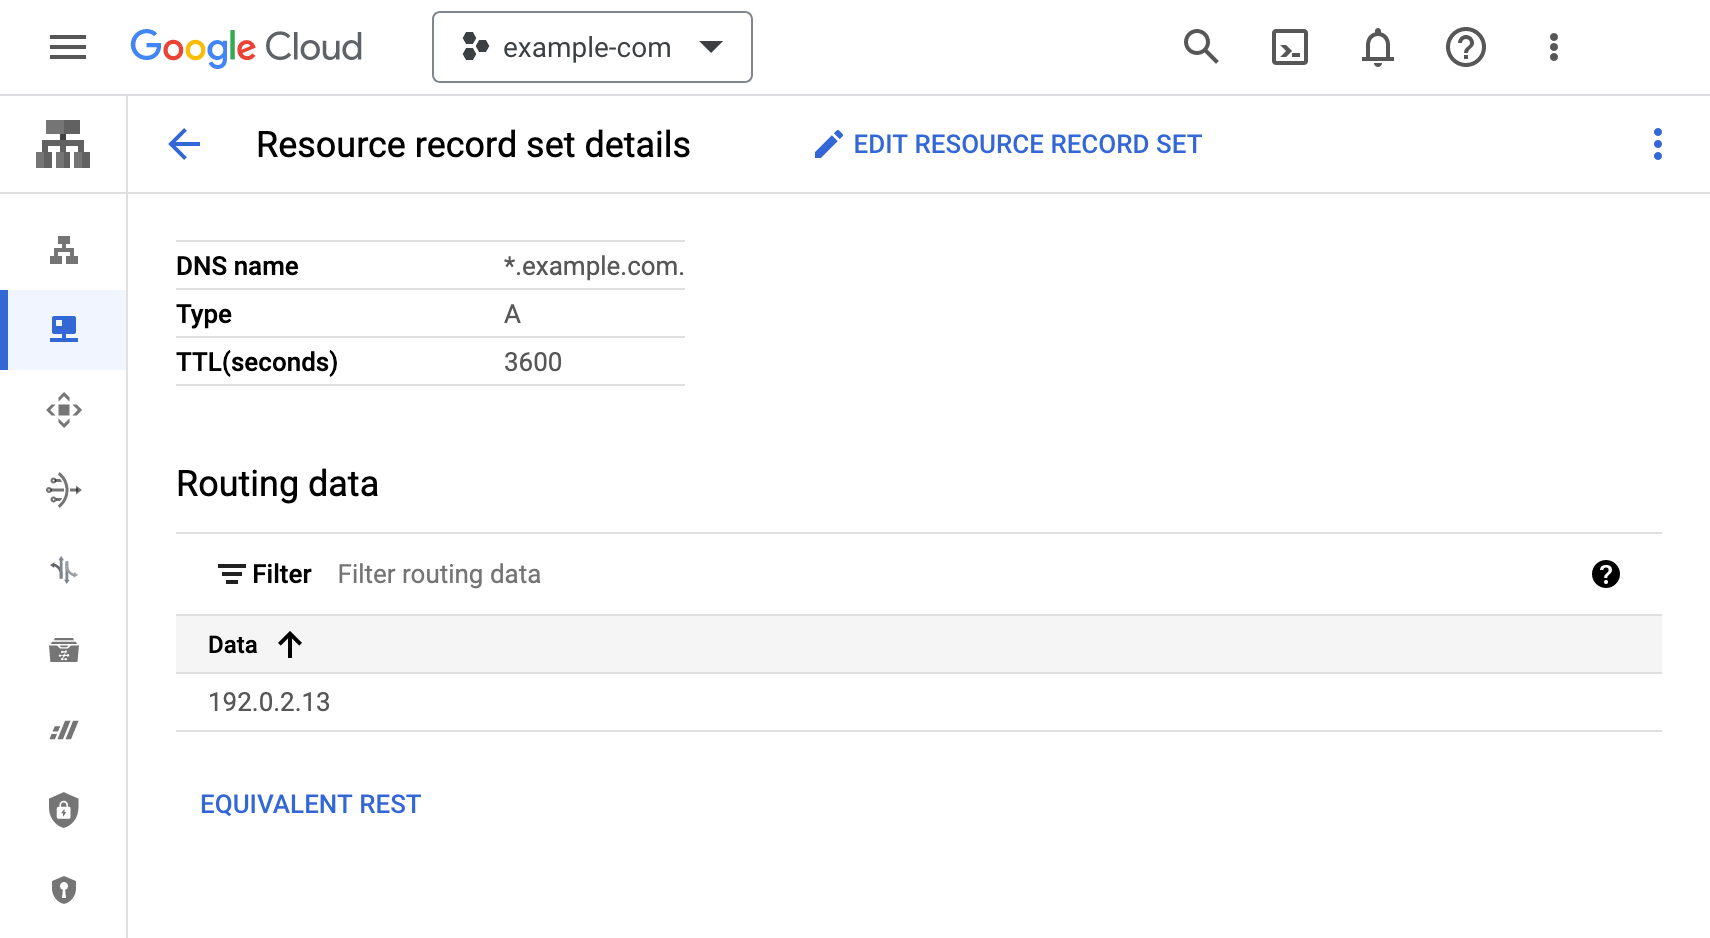 Google Cloud
example-com
Resource record set details
EDIT RESOURCE RECORD SET
DNS name *.example.com.
Type A
TTL(seconds) 3600
Routing data
Filter Filter routing data
Data
192.0.2.13
EQUIVALENT REST